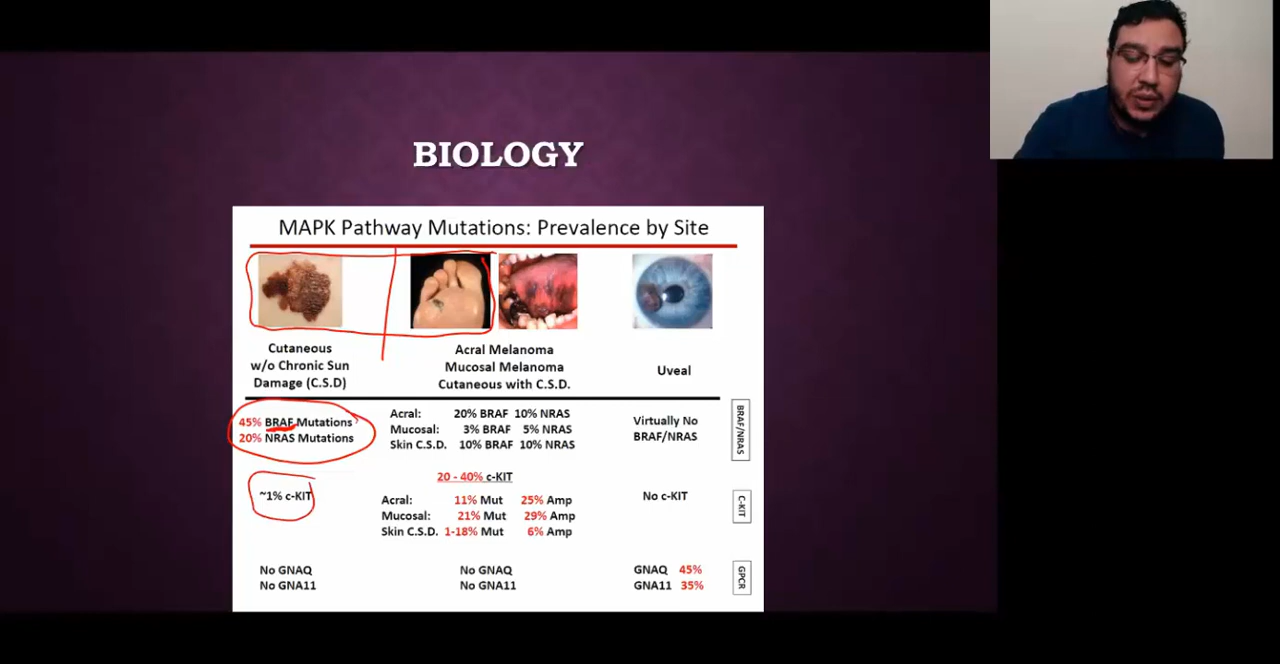 BIOLOGY
MAPK Pathway Mutations: Prevalence by Site
Cutaneous
w/o Chronic Sun
Damage (C.S.D)
Acral Melanoma
Mucosal Melanoma
Cutaneous with C.S.D.
Uveal
45% BRAF Mutations
20% NRAS Mutations
Acral: 20% BRAF 10% NRAS
Mucosal: 3% BRAF 5% NRAS
Skin C.S.D. 10% BRAF 10% NRAS
Virtually No
BRAF/NRAS
BRAF/NRAS
~1% c-KIT
20 - 40% c-KIT
Acral: 11% Mut 25% Amp
Mucosal: 21% Mut 29% Amp
Skin C.S.D. 1-18% Mut 6% Amp
No c-KIT
C-KIT
No GNAQ
No GNA11
No GNAQ
No GNA11
GNAQ 45%
GNA11 35%
GPCR